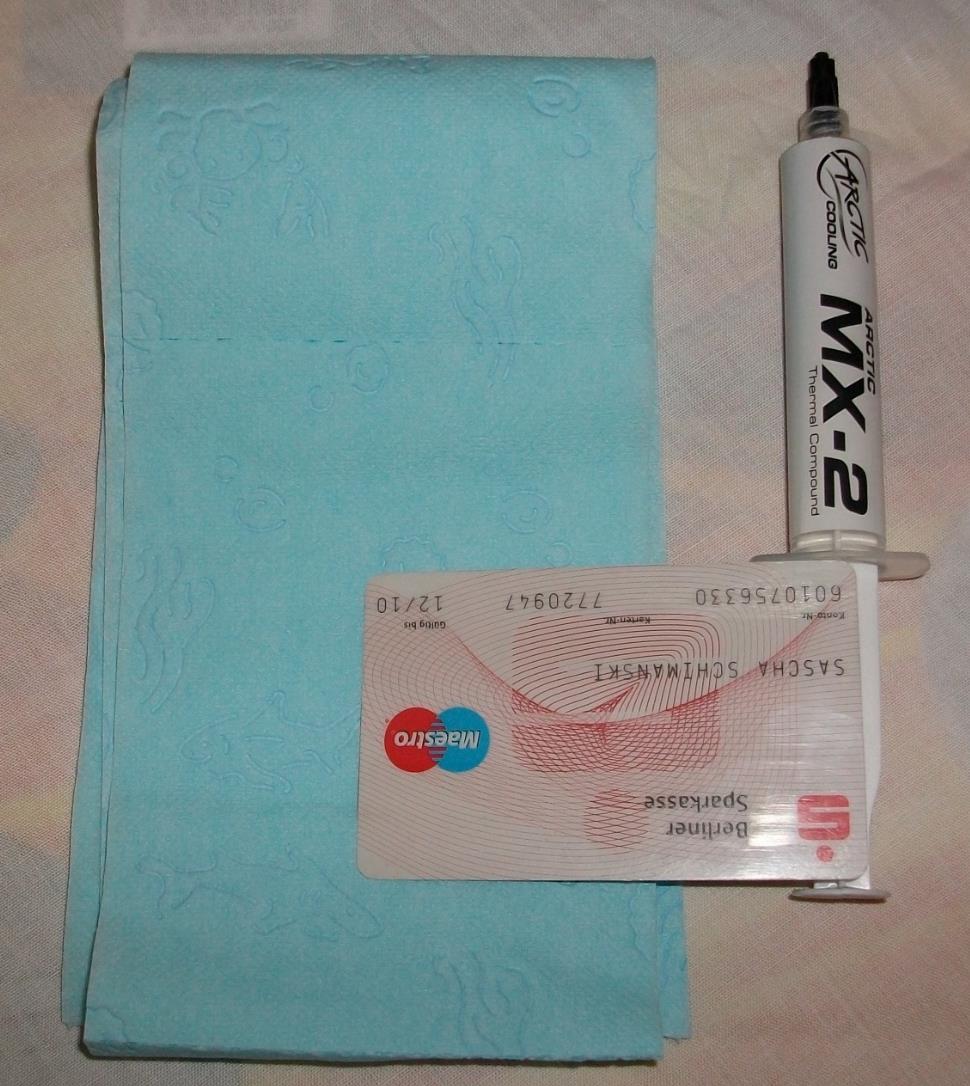 ARCTIC
COOLING
ARCTIC
MX-2
Thermal Compound
Berliner
Sparkasse
Maestro
SASCHA SCHIMANSKI
Konto-Nr. Karten-Nr. Gültig bis
6010756330 7720947 12/10